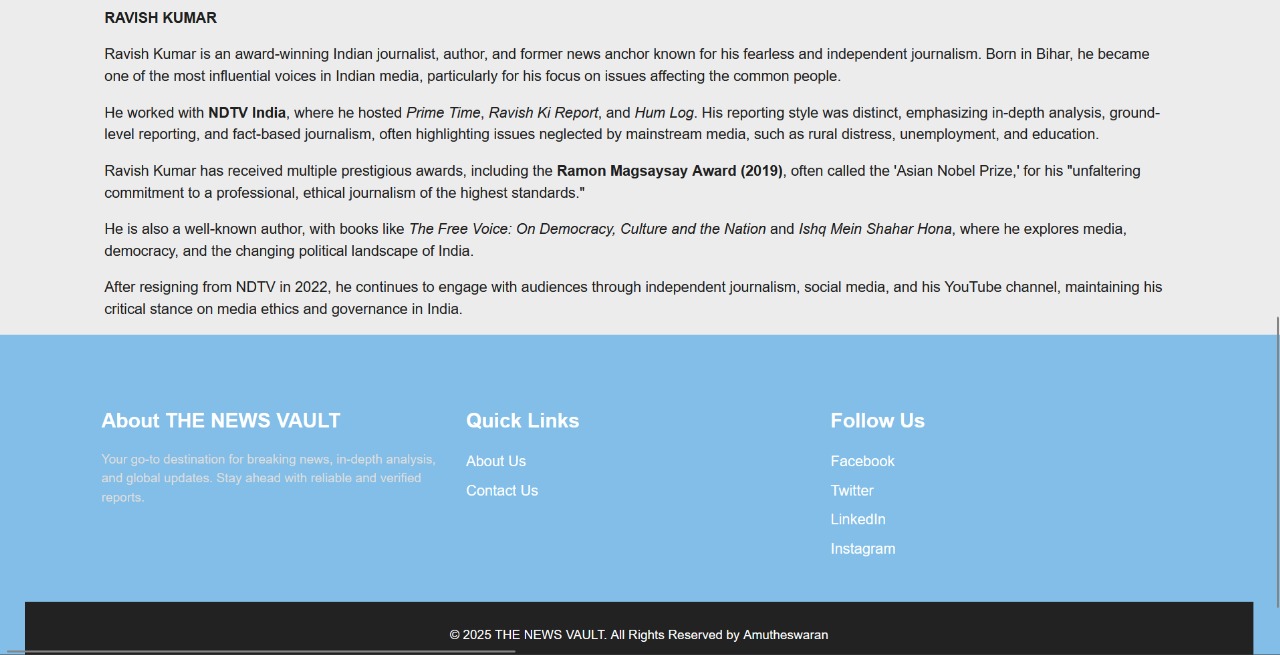 RAVISH KUMAR
Ravish Kumar is an award-winning Indian journalist, author, and former news anchor known for his fearless and independent journalism. Born in Bihar, he became
one of the most influential voices in Indian media, particularly for his focus on issues affecting the common people.
He worked with NDTV India, where he hosted Prime Time, Ravish Ki Report, and Hum Log. His reporting style was distinct, emphasizing in-depth analysis, ground-
level reporting, and fact-based journalism, often highlighting issues neglected by mainstream media, such as rural distress, unemployment, and education.
Ravish Kumar has received multiple prestigious awards, including the Ramon Magsaysay Award (2019), often called the 'Asian Nobel Prize,' for his "unfaltering
commitment to a professional, ethical journalism of the highest standards."
He is also a well-known author, with books like The Free Voice: On Democracy, Culture and the Nation and Ishq Mein Shahar Hona, where he explores media,
democracy, and the changing political landscape of India.
After resigning from NDTV in 2022, he continues to engage with audiences through independent journalism, social media, and his YouTube channel, maintaining his
critical stance on media ethics and governance in India.
About THE NEWS VAULT
Your go-to destination for breaking news, in-depth analysis,
and global updates. Stay ahead with reliable and verified
reports.
Quick Links
About Us
Contact Us
Follow Us
Facebook
Twitter
LinkedIn
Instagram
© 2025 THE NEWS VAULT. All Rights Reserved by Amutheswaran